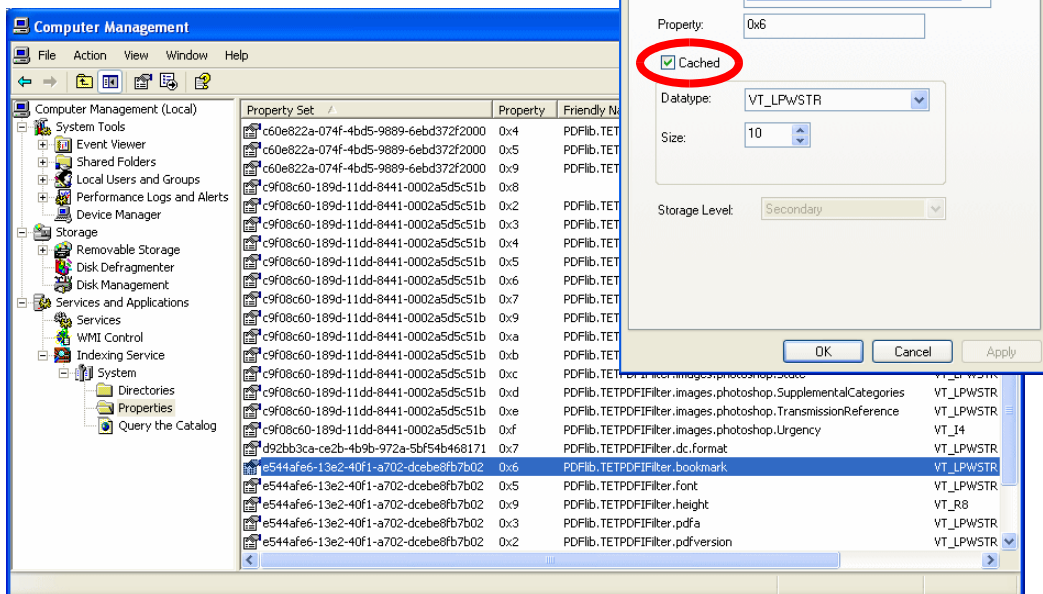 Computer Management
File Action View Window Help
Computer Management (Local)
System Tools
Event Viewer
Shared Folders
Local Users and Groups
Performance Logs and Alerts
Device Manager
Storage
Removable Storage
Disk Defragmenter
Disk Management
Services and Applications
Services
WMI Control
Indexing Service
System
Directories
Properties
Query the Catalog
Property Set Property Friendly Na
c60e822a-074f-4bd5-9889-6ebd372f2000 0x4 PDFlib.TET
c60e822a-074f-4bd5-9889-6ebd372f2000 0x5 PDFlib.TET
c60e822a-074f-4bd5-9889-6ebd372f2000 0x9 PDFlib.TET
c9f08c60-189d-11dd-8441-0002a5d5c51b 0x8
c9f08c60-189d-11dd-8441-0002a5d5c51b 0x2 PDFlib.TET
c9f08c60-189d-11dd-8441-0002a5d5c51b 0x3 PDFlib.TET
c9f08c60-189d-11dd-8441-0002a5d5c51b 0x4 PDFlib.TET
c9f08c60-189d-11dd-8441-0002a5d5c51b 0x5 PDFlib.TET
c9f08c60-189d-11dd-8441-0002a5d5c51b 0x6 PDFlib.TET
c9f08c60-189d-11dd-8441-0002a5d5c51b 0x7 PDFlib.TET
c9f08c60-189d-11dd-8441-0002a5d5c51b 0x9 PDFlib.TET
c9f08c60-189d-11dd-8441-0002a5d5c51b 0xa PDFlib.TET
c9f08c60-189d-11dd-8441-0002a5d5c51b 0xb PDFlib.TET
c9f08c60-189d-11dd-8441-0002a5d5c51b 0xc PDFlib.TETPDFIFilter.images.photoshop.State VT_LPWSTR
c9f08c60-189d-11dd-8441-0002a5d5c51b 0xd PDFlib.TETPDFIFilter.images.photoshop.SupplementalCategories VT_LPWSTR
c9f08c60-189d-11dd-8441-0002a5d5c51b 0xe PDFlib.TETPDFIFilter.images.photoshop.TransmissionReference VT_LPWSTR
c9f08c60-189d-11dd-8441-0002a5d5c51b 0xf PDFlib.TETPDFIFilter.images.photoshop.Urgency VT_I4
d92bb3ca-ce2b-4b9b-972a-5bf54b468171 0x7 PDFlib.TETPDFIFilter.dc.format VT_LPWSTR
e544afe6-13e2-40f1-a702-dcebe8fb7b02 0x6 PDFlib.TETPDFIFilter.bookmark VT_LPWSTR
e544afe6-13e2-40f1-a702-dcebe8fb7b02 0x5 PDFlib.TETPDFIFilter.font VT_LPWSTR
e544afe6-13e2-40f1-a702-dcebe8fb7b02 0x9 PDFlib.TETPDFIFilter.height VT_R8
e544afe6-13e2-40f1-a702-dcebe8fb7b02 0x3 PDFlib.TETPDFIFilter.pdfa VT_LPWSTR
e544afe6-13e2-40f1-a702-dcebe8fb7b02 0x2 PDFlib.TETPDFIFilter.pdfversion VT_LPWSTR
Property: 0x6
Cached
Datatype: VT_LPWSTR
Size: 10
Storage Level: Secondary
OK Cancel Apply